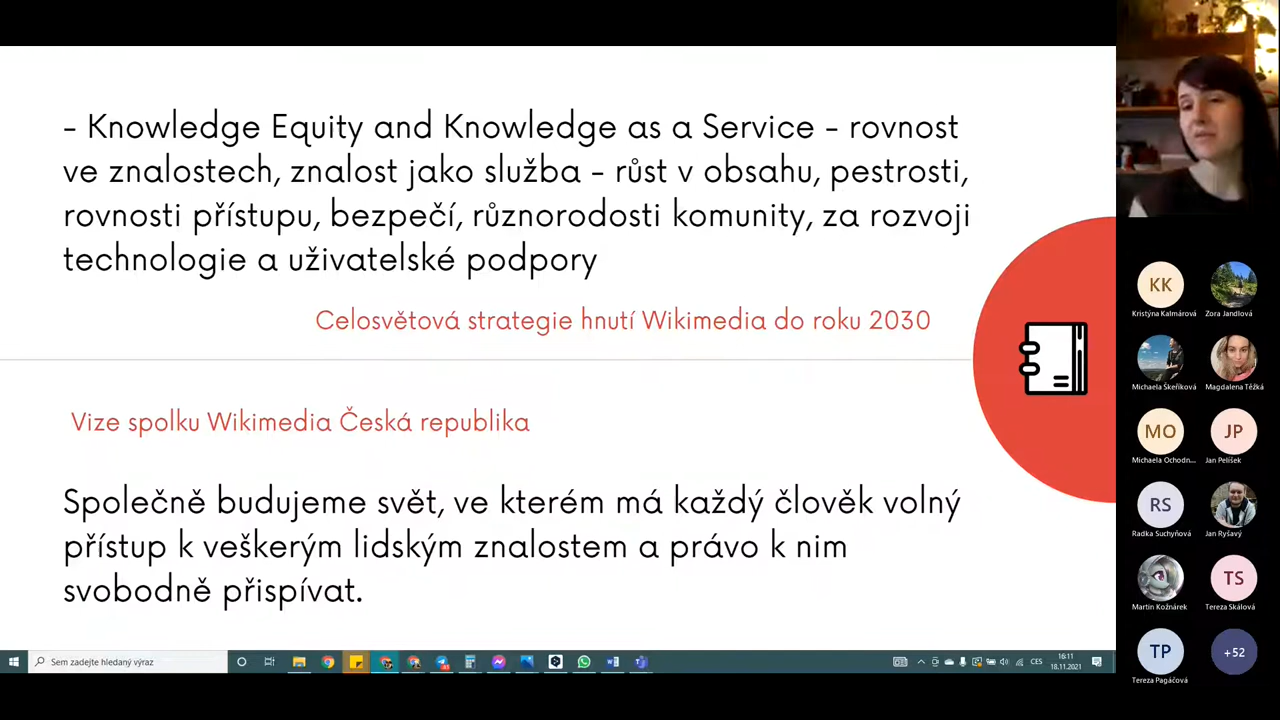 - Knowledge Equity and Knowledge as a Service - rovnost
ve znalostech, znalost jako služba - růst v obsahu, pestrosti,
rovnosti přístupu, bezpečí, různorodosti komunity, za rozvoji
technologie a uživatelské podpory
Celosvětová strategie hnutí Wikimedia do roku 2030
Vize spolku Wikimedia Česká republika
Společně budujeme svět, ve kterém má každý člověk volný
přístup k veškerým lidským znalostem a právo k nim
svobodně přispívat.
KK
Kristýna Kalmárová
Zora Jandlová
Michaela Škeříková
Magdalena Těžká
MO
Michaela Ochodn...
JP
Jan Pelíšek
RS
Radka Suchyňová
Jan Ryšavý
Martin Kožnárek
TS
Tereza Skálová
TP
Tereza Pagáčová
+52
Sem zadejte hledaný výraz
CES
16:11
18.11.2021